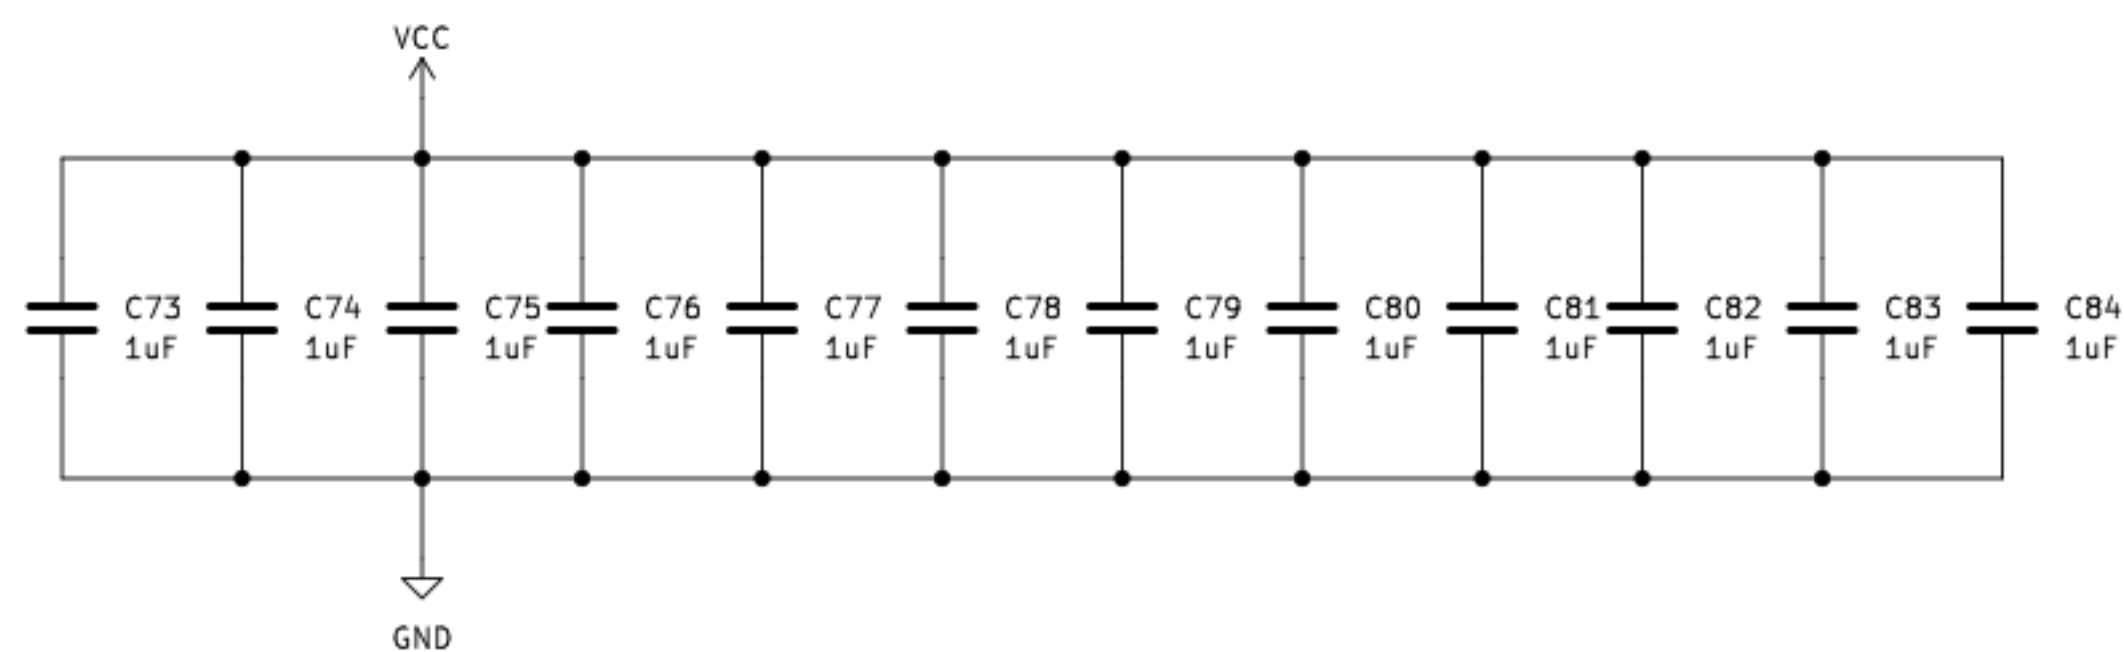 VCC
C73 C74 C75 C76 C77 C78 C79 C80 C81 C82 C83 C84
1uF 1uF 1uF 1uF 1uF 1uF 1uF 1uF 1uF 1uF 1uF 1uF
GND